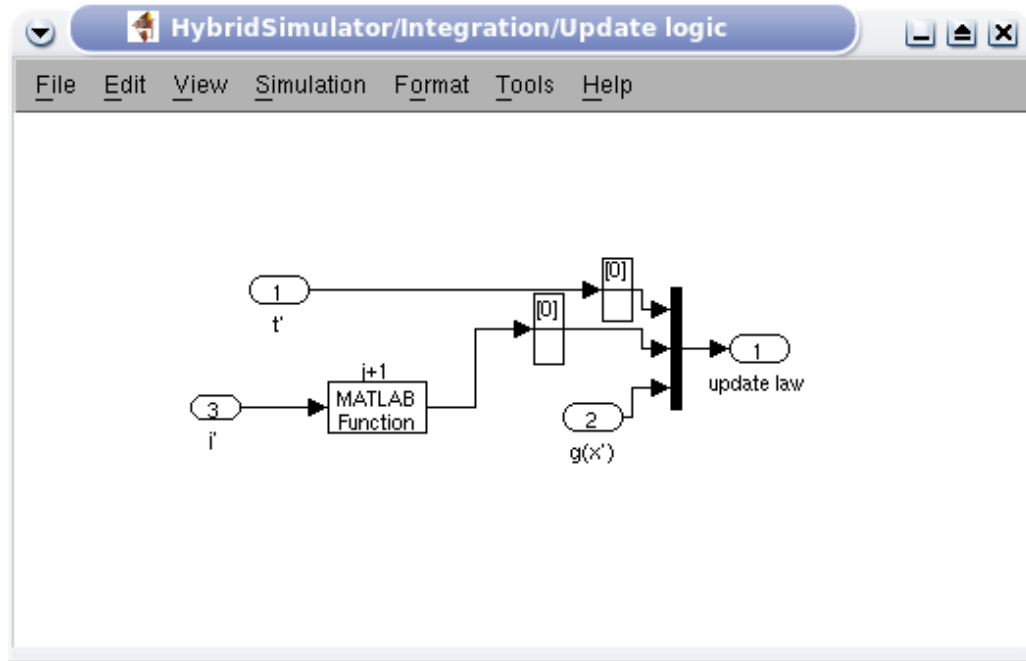 HybridSimulator/Integration/Update logic
File Edit View Simulation Format Tools Help
[0]
1
t'
[0]
1
update law
j+1
MATLAB
Function
3
j'
2
g(x')